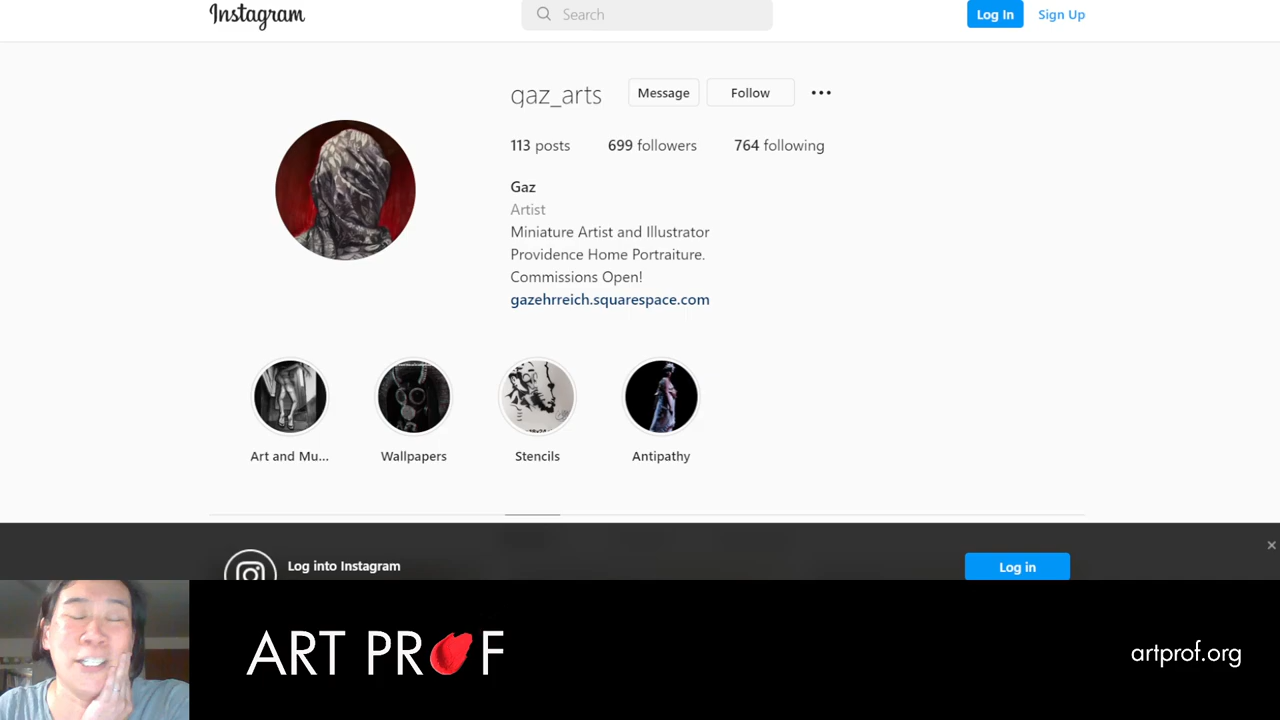 Instagram
Search
Log In
Sign Up
qaz_arts
Message
Follow
113 posts
699 followers
764 following
Gaz
Artist
Miniature Artist and Illustrator
Providence Home Portraiture.
Commissions Open!
gazehrreich.squarespace.com
Art and Mu...
Wallpapers
Stencils
Antipathy
Log into Instagram
Log in
ART PROF
artprof.org